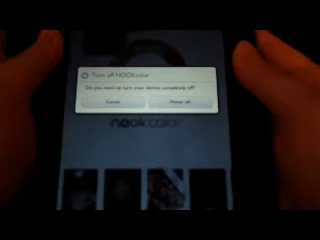 Turn off NOOKcolor
Do you want to turn your device completely off?
Cancel
Power off
nook color